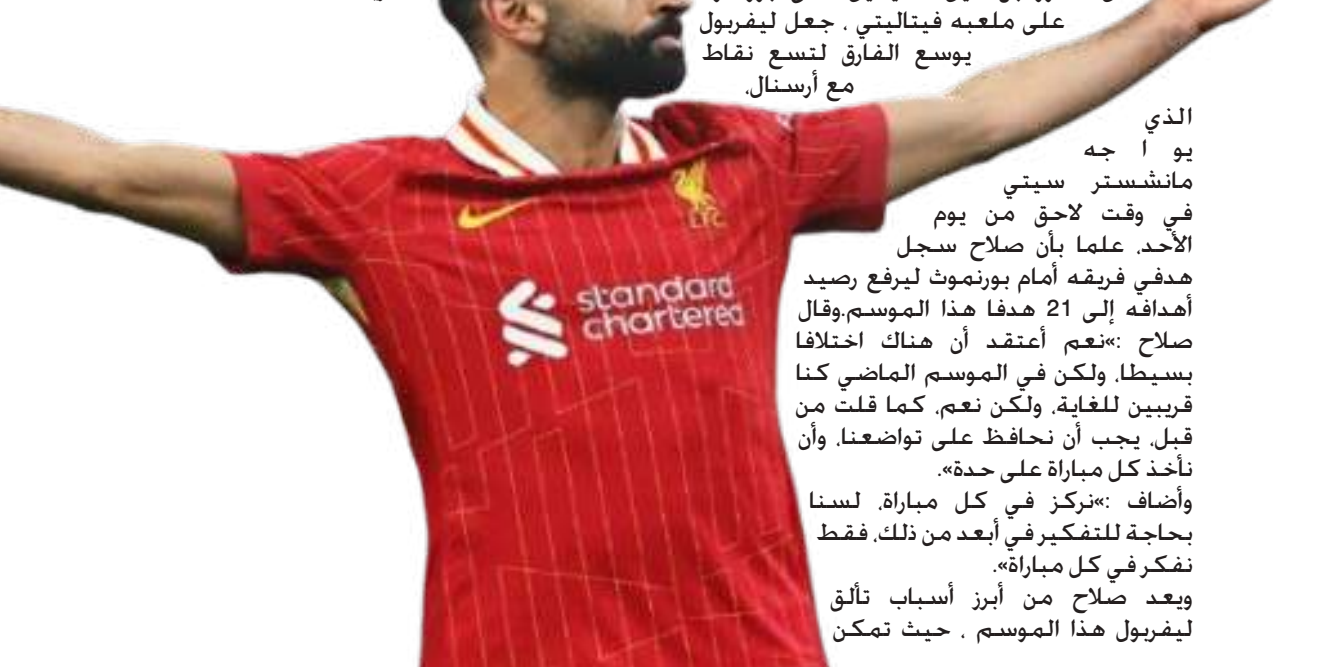 على ملعبه فيتاليتي ، جعل ليفربول
يوسع الفارق لتسع نقاط
مع أرسنال،
الذي
يو ا جه
مانشستر سيتي
في وقت لاحق من يوم
الأحد، علما بأن صلاح سجل
هدفي فريقه أمام بورنموث ليرفع رصيد
أهدافه إلى 21 هدفا هذا الموسم.وقال
صلاح :»نعم أعتقد أن هناك اختلافا
بسيطا، ولكن في الموسم الماضي كنا
قريبين للغاية، ولكن نعم، كما قلت من
قبل، يجب أن نحافظ على تواضعنا، وأن
نأخذ كل مباراة على حدة«.
وأضاف :»نركز في كل مباراة، لسنا
بحاجة للتفكير في أبعد من ذلك، فقط
نفكر في كل مباراة«.
ويعد صلاح من أبرز أسباب تألق
ليفربول هذا الموسم ، حيث تمكن
L.F.C.
standard
chartered